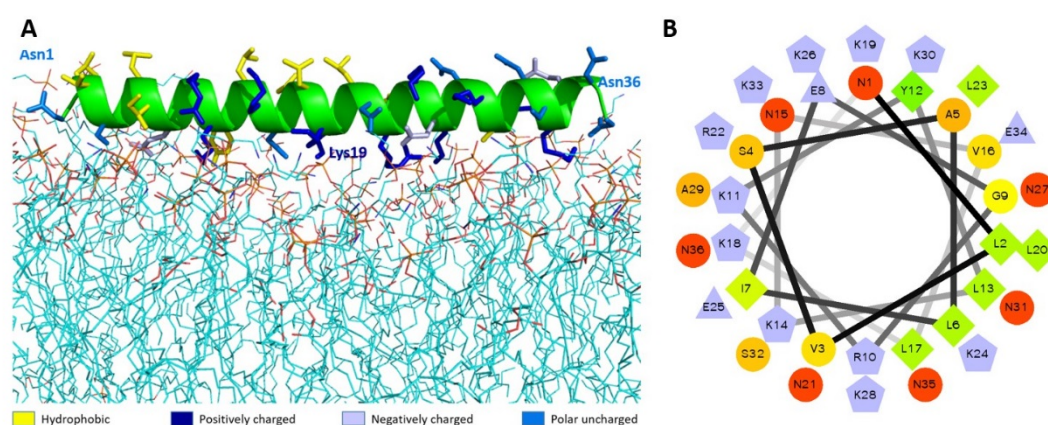 A
B
Asn1
Asn36
Lys19
Hydrophobic
Positively charged
Negatively charged
Polar uncharged
K19
K26
K30
E8
N1
Y12
L23
K33
N15
A5
E34
R22
S4
V16
A29
K11
G9
N27
N36
K18
L2
L20
E25
I7
L13
N31
K14
L6
S32
V3
R10
L17
K24
N21
K28
N35